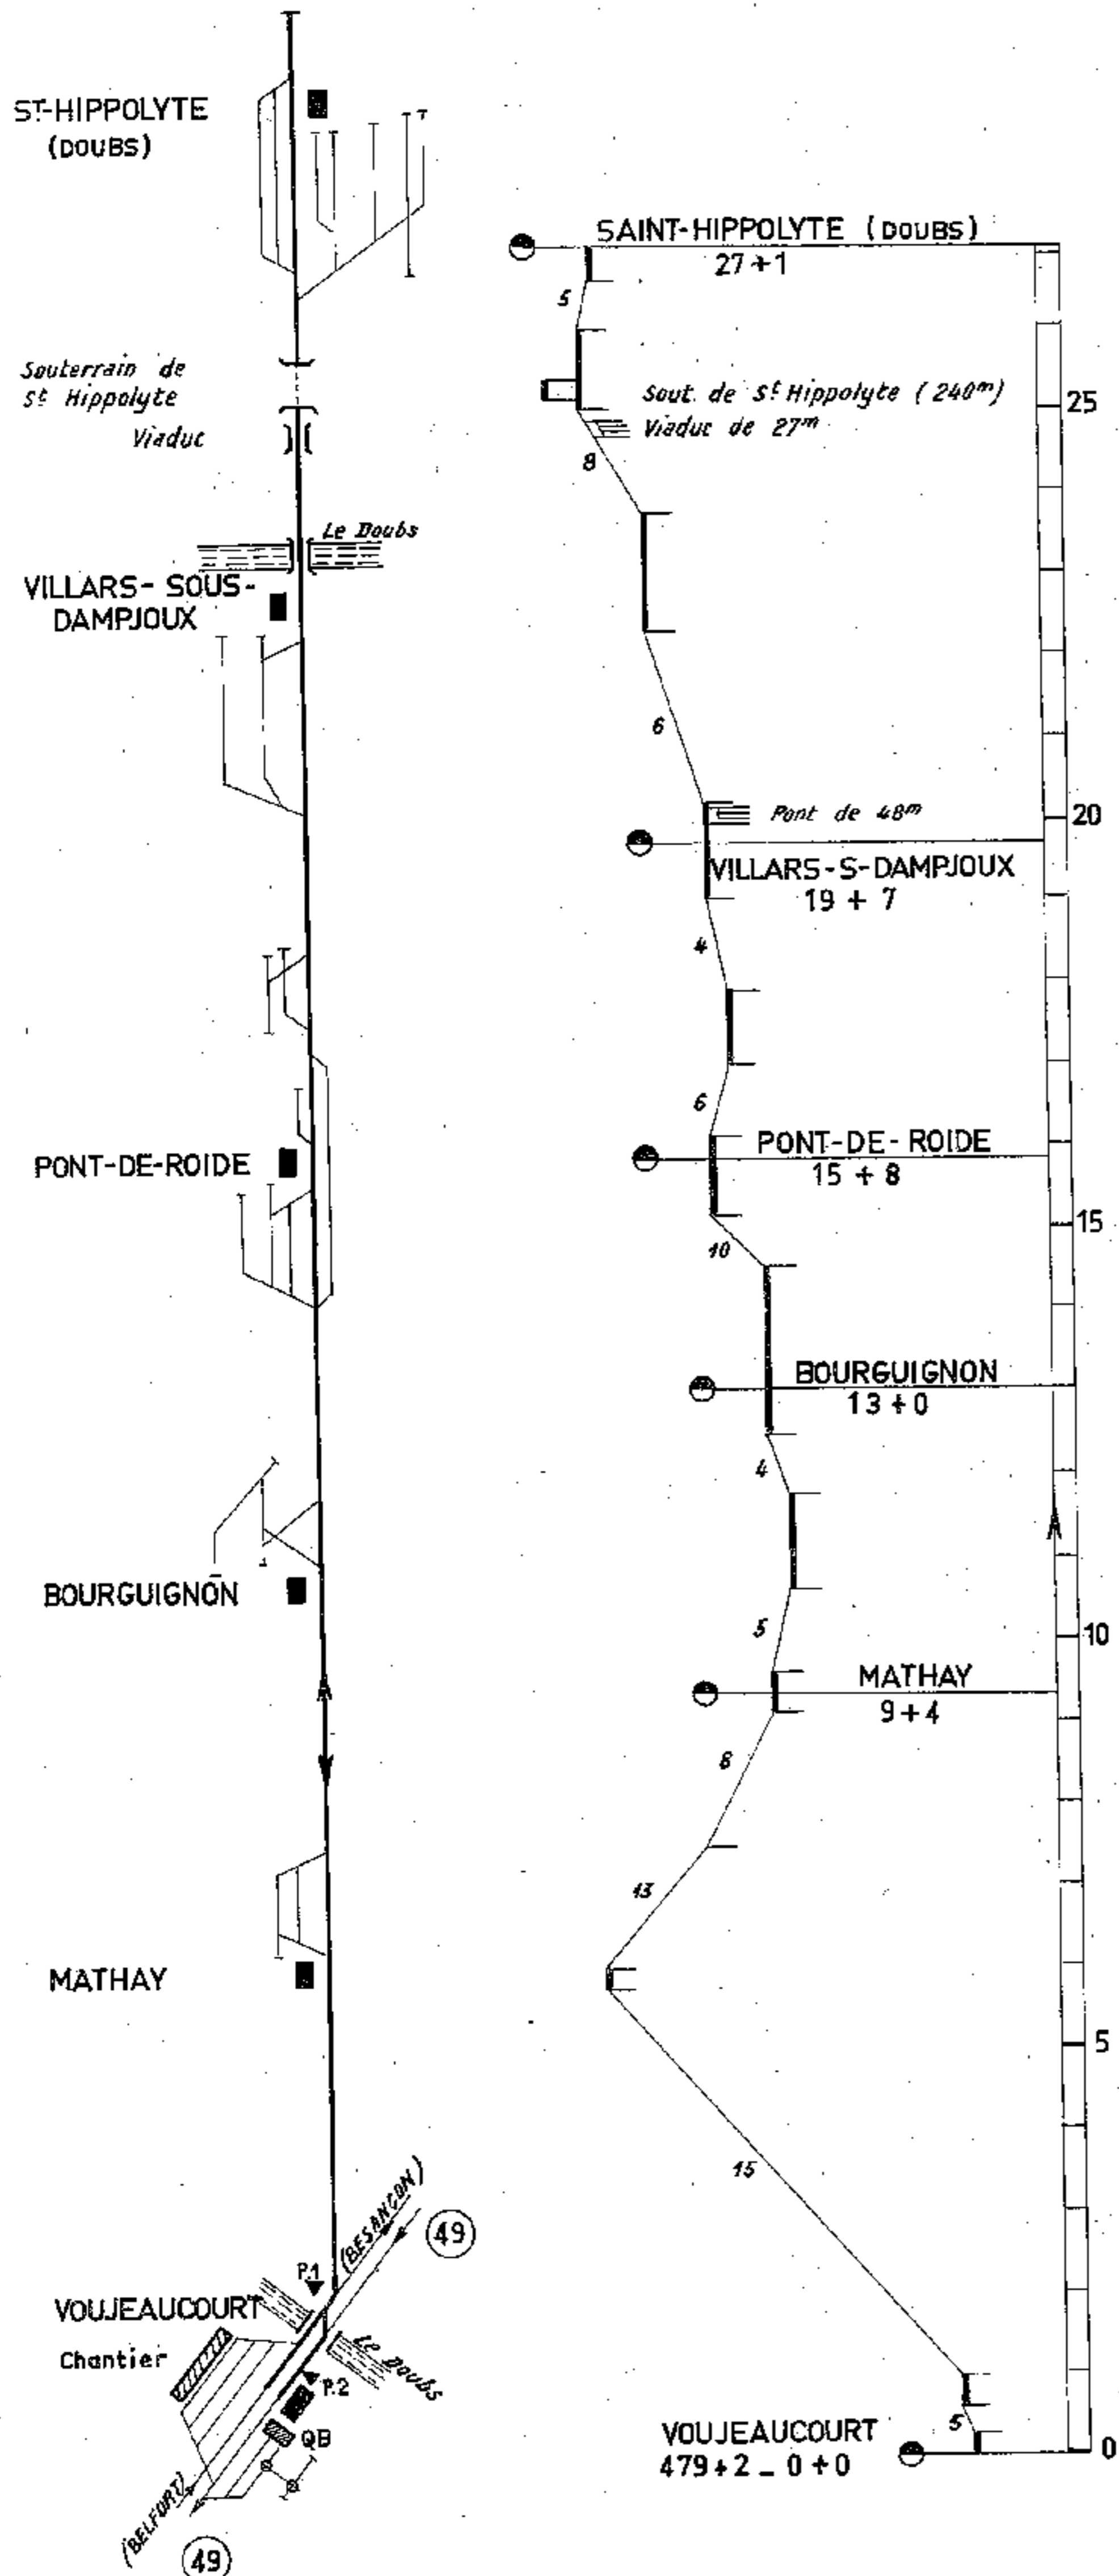 ST-HIPPOLYTE
(DOUBS)
Souterrain de
St Hippolyte
Viaduc
Le Doubs
VILLARS-SOUS-
DAMPJOUX
PONT-DE-ROIDE
BOURGUIGNON
MATHAY
(BESANÇON)
49
P.1
VOUJEAUCOURT
Chantier
Le Doubs
P.2
QB
(BELFORT)
49
SAINT-HIPPOLYTE (DOUBS)
27+1
5
Sout. de St Hippolyte (240m)
Viaduc de 27m
25
8
6
Pont de 48m
20
VILLARS-S-DAMPJOUX
19+7
4
6
PONT-DE-ROIDE
15+8
15
10
BOURGUIGNON
13+0
4
5
10
MATHAY
9+4
8
13
5
15
5
VOUJEAUCOURT
479+2_0+0
0